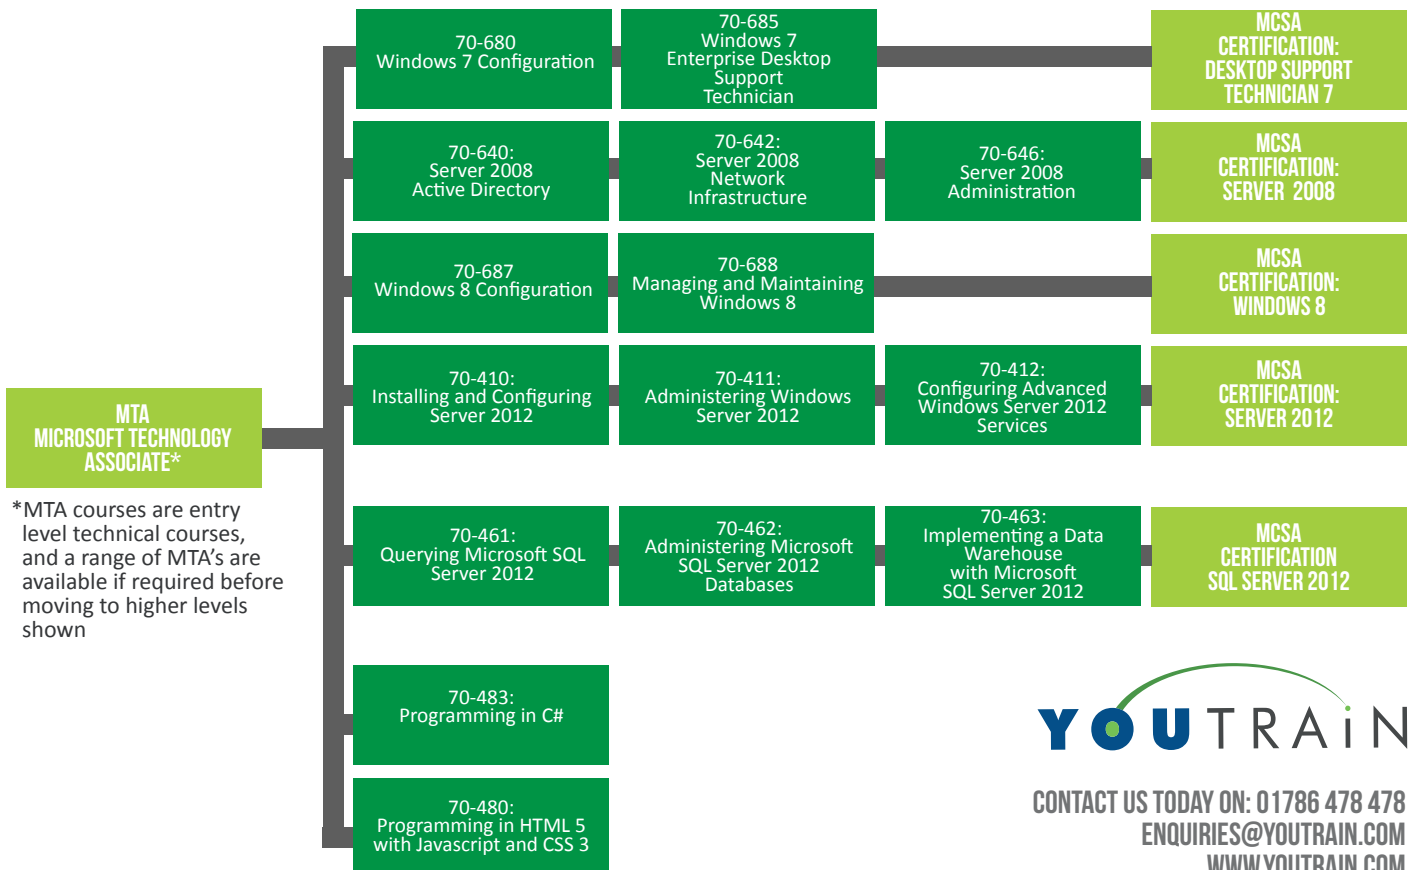 70-680
Windows 7 Configuration
70-685
Windows 7
Enterprise Desktop
Support
Technician
MCSA
CERTIFICATION:
DESKTOP SUPPORT
TECHNICIAN 7
70-640:
Server 2008
Active Directory
70-642:
Server 2008
Network
Infrastructure
70-646:
Server 2008
Administration
MCSA
CERTIFICATION:
SERVER 2008
70-687
Windows 8 Configuration
70-688
Managing and Maintaining
Windows 8
MCSA
CERTIFICATION:
WINDOWS 8
70-410:
Installing and Configuring
Server 2012
70-411:
Administering Windows
Server 2012
70-412:
Configuring Advanced
Windows Server 2012
Services
MCSA
CERTIFICATION:
SERVER 2012
MTA
MICROSOFT TECHNOLOGY
ASSOCIATE*
*MTA courses are entry
level technical courses,
and a range of MTA's are
available if required before
moving to higher levels
shown
70-461:
Querying Microsoft SQL
Server 2012
70-462:
Administering Microsoft
SQL Server 2012
Databases
70-463:
Implementing a Data
Warehouse
with Microsoft
SQL Server 2012
MCSA
CERTIFICATION
SQL SERVER 2012
70-483:
Programming in C#
70-480:
Programming in HTML 5
with Javascript and CSS 3
YOUTRAiN
CONTACT US TODAY ON: 01786 478 478
ENQUIRIES@YOUTRAIN.COM
WWW.YOUTRAIN.COM